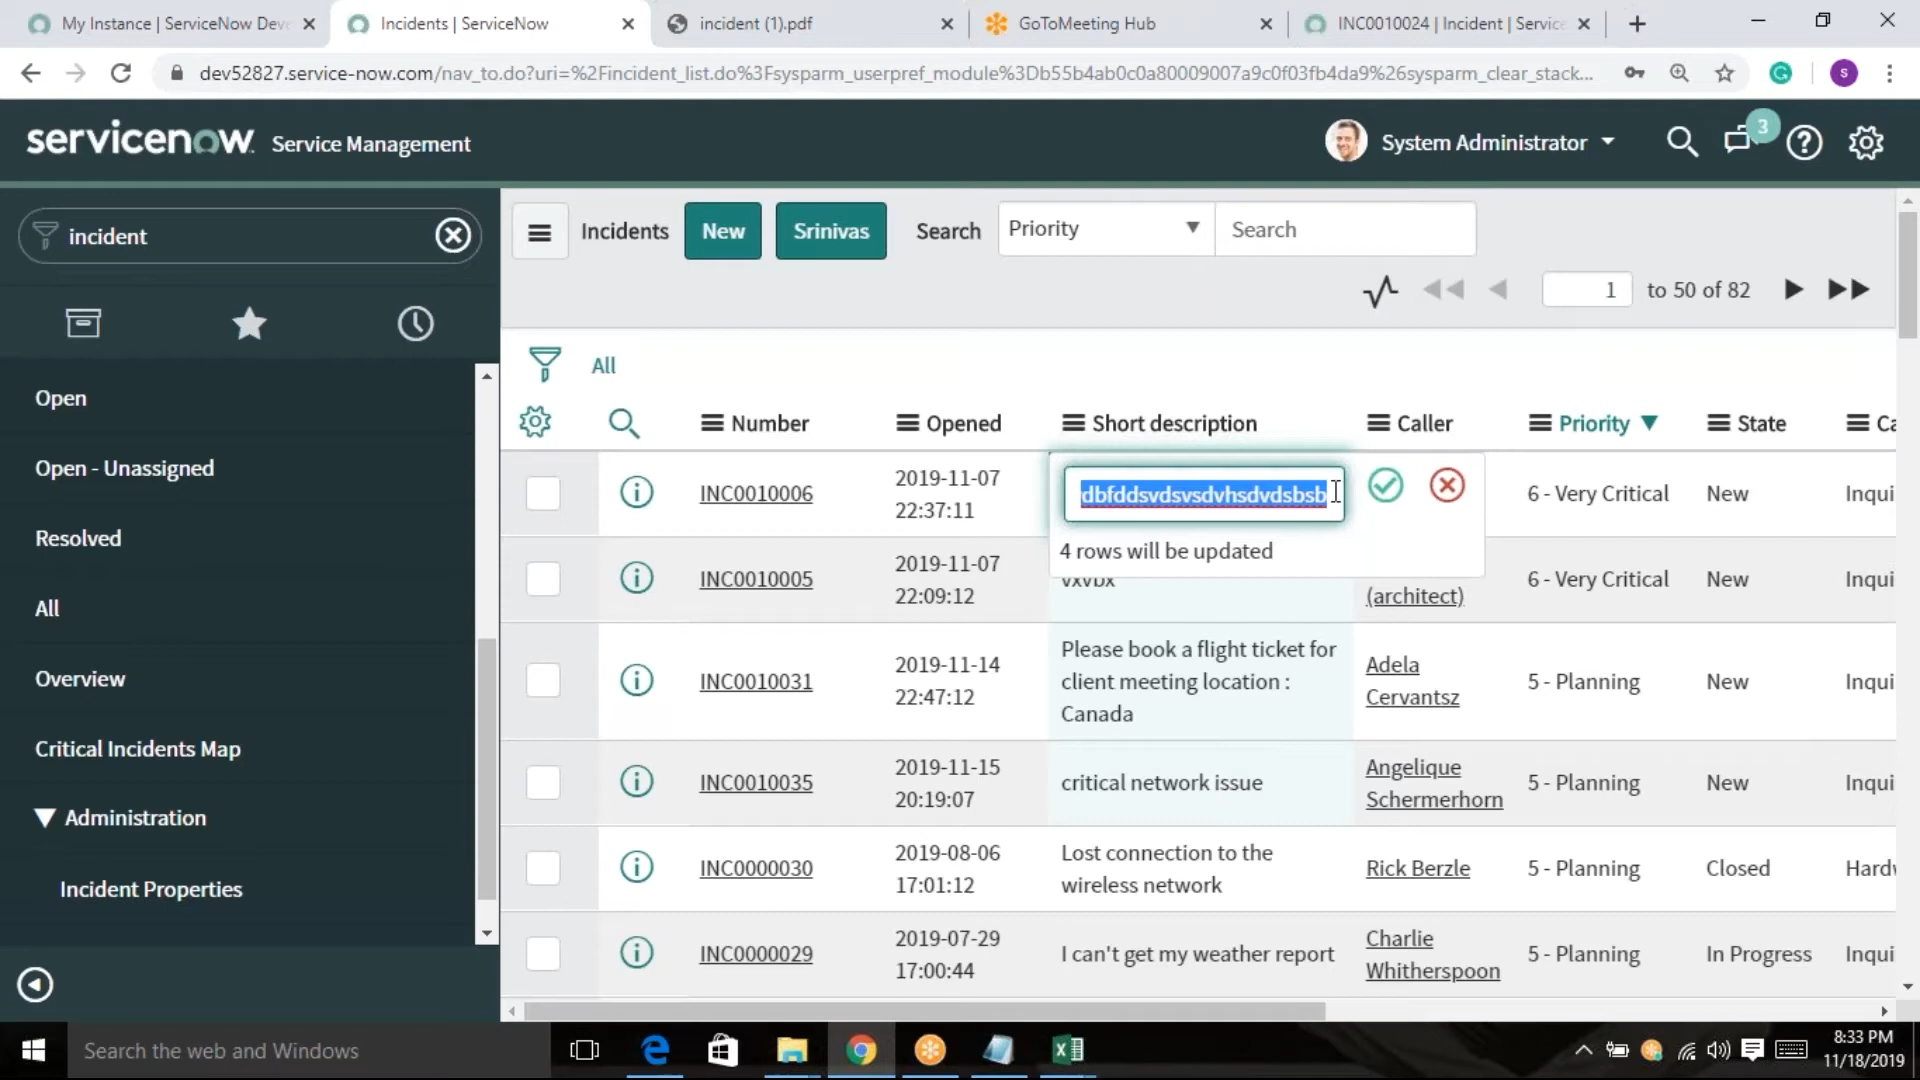 My Instance | ServiceNow Deve
Incidents | ServiceNow
incident (1).pdf
GoToMeeting Hub
INC0010024 | Incident | Service
dev52827.service-now.com/nav_to.do?uri=%2Fincident_list.do%3Fsysparm_userpref_module%3Db55b4ab0c0a80009007a9c0f03fb4da9%26sysparm_clear_stack...
S
servicenow Service Management
System Administrator
3
incident
Incidents
New
Srinivas
Search
Priority
Search
1 to 50 of 82
Open
Open - Unassigned
Resolved
All
Overview
Critical Incidents Map
Administration
Incident Properties
All
Number
Opened
Short description
Caller
Priority
State
Ca
INC0010006
2019-11-07
22:37:11
dbfddsvdsvsdvhsdvdsbsb
4 rows will be updated
6 - Very Critical
New
Inqui
INC0010005
2019-11-07
22:09:12
vxvbx
(architect)
6 - Very Critical
New
Inqui
INC0010031
2019-11-14
22:47:12
Please book a flight ticket for
client meeting location :
Canada
Adela
Cervantsz
5 - Planning
New
Inqui
INC0010035
2019-11-15
20:19:07
critical network issue
Angelique
Schermerhorn
5 - Planning
New
Inqui
INC0000030
2019-08-06
17:01:12
Lost connection to the
wireless network
Rick Berzle
5 - Planning
Closed
Hardw
INC0000029
2019-07-29
17:00:44
I can't get my weather report
Charlie
Whitherspoon
5 - Planning
In Progress
Inqui
Search the web and Windows
8:33 PM
11/18/2019